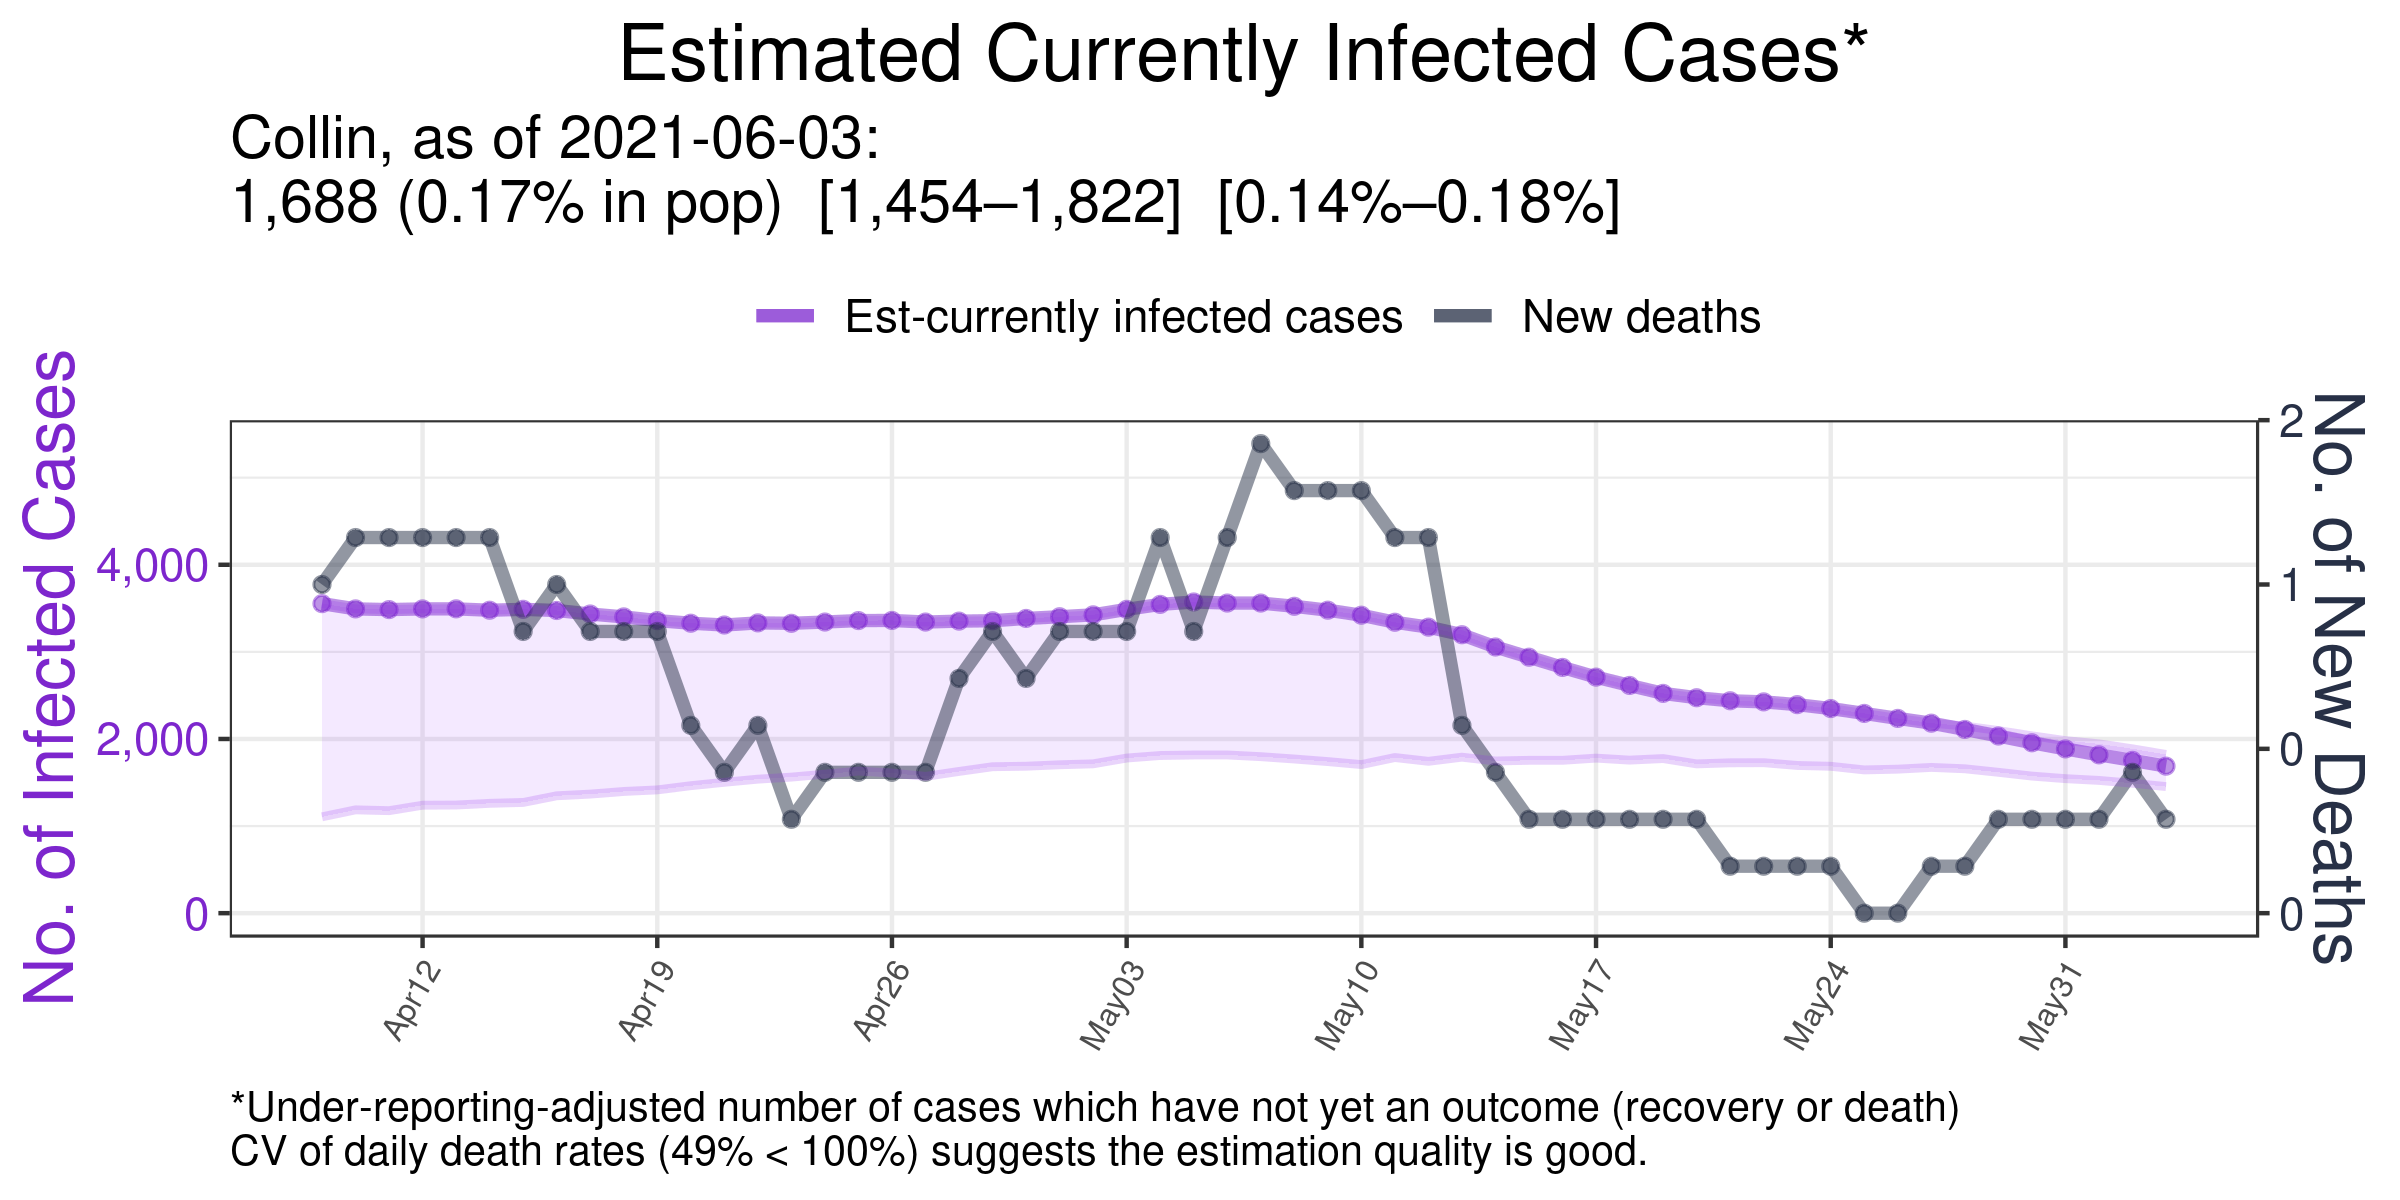 Estimated Currently Infected Cases*
Collin, as of 2021-06-03:
1,688 (0.17% in pop) [1,454–1,822] [0.14%–0.18%]
Est-currently infected cases
New deaths
No. of Infected Cases
4,000
2,000
0
2
1
0
0
No. of New Deaths
Apr12
Apr19
Apr26
May03
May10
May17
May24
May31
*Under-reporting-adjusted number of cases which have not yet an outcome (recovery or death)
CV of daily death rates (49% < 100%) suggests the estimation quality is good.